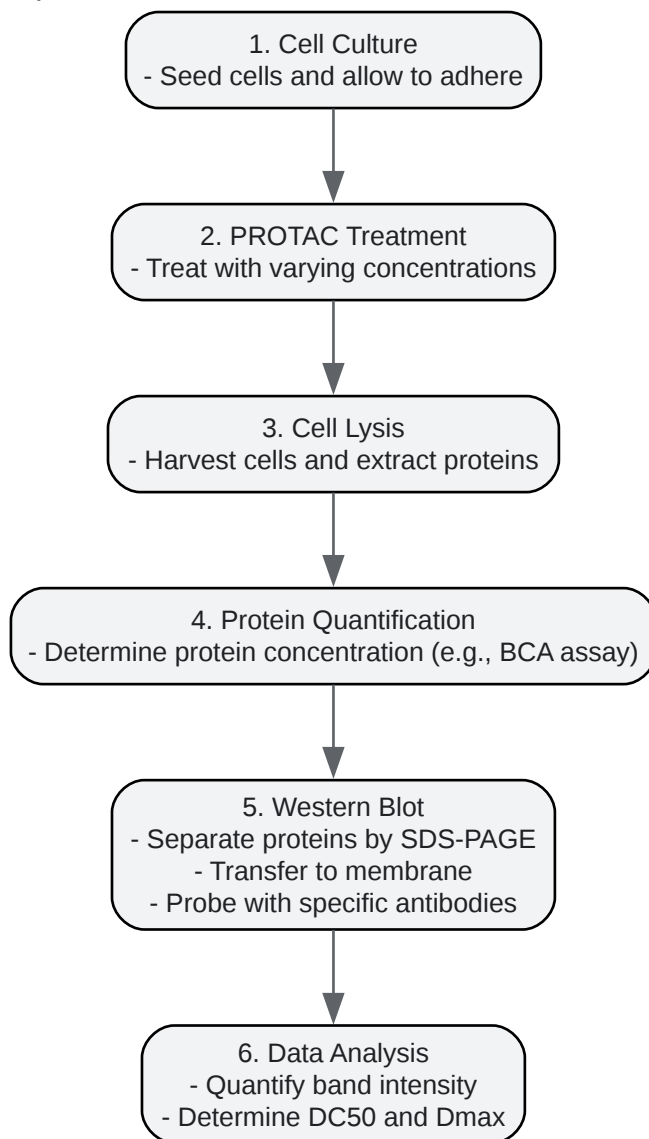 1. Cell Culture
- Seed cells and allow to adhere
2. PROTAC Treatment
- Treat with varying concentrations
3. Cell Lysis
- Harvest cells and extract proteins
4. Protein Quantification
- Determine protein concentration (e.g., BCA assay)
5. Western Blot
- Separate proteins by SDS-PAGE
- Transfer to membrane
- Probe with specific antibodies
6. Data Analysis
- Quantify band intensity
- Determine DC50 and Dmax